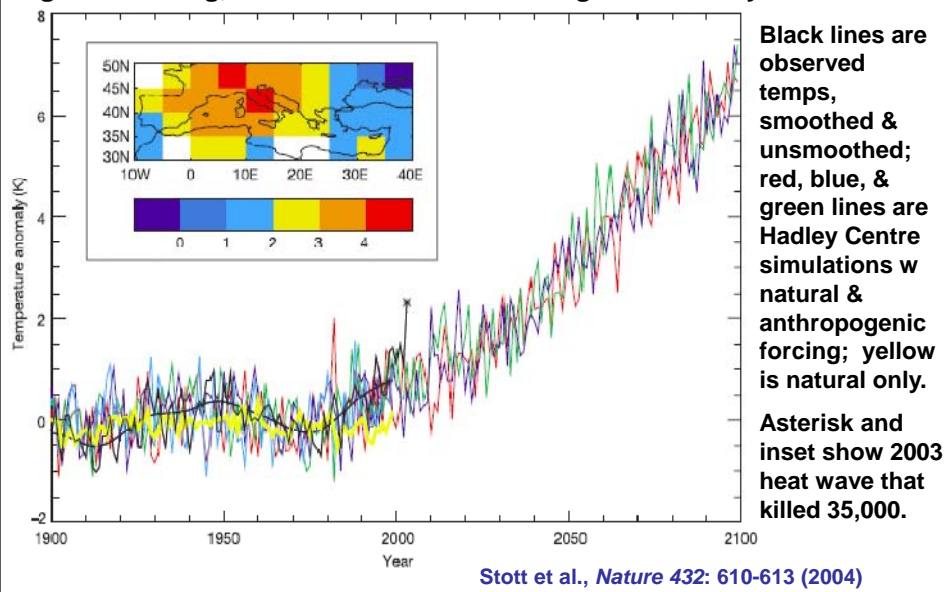 8
6
4
2
0
−2
Temperature anomaly (K)
50N
45N
40N
35N
30N
10W 0 10E 20E 30E 40E
0 1 2 3 4
1900 1950 2000 2050 2100
Year
Black lines are
observed
temps,
smoothed &
unsmoothed;
red, blue, &
green lines are
Hadley Centre
simulations w
natural &
anthropogenic
forcing; yellow
is natural only.
Asterisk and
inset show 2003
heat wave that
killed 35,000.
Stott et al., Nature 432: 610-613 (2004)